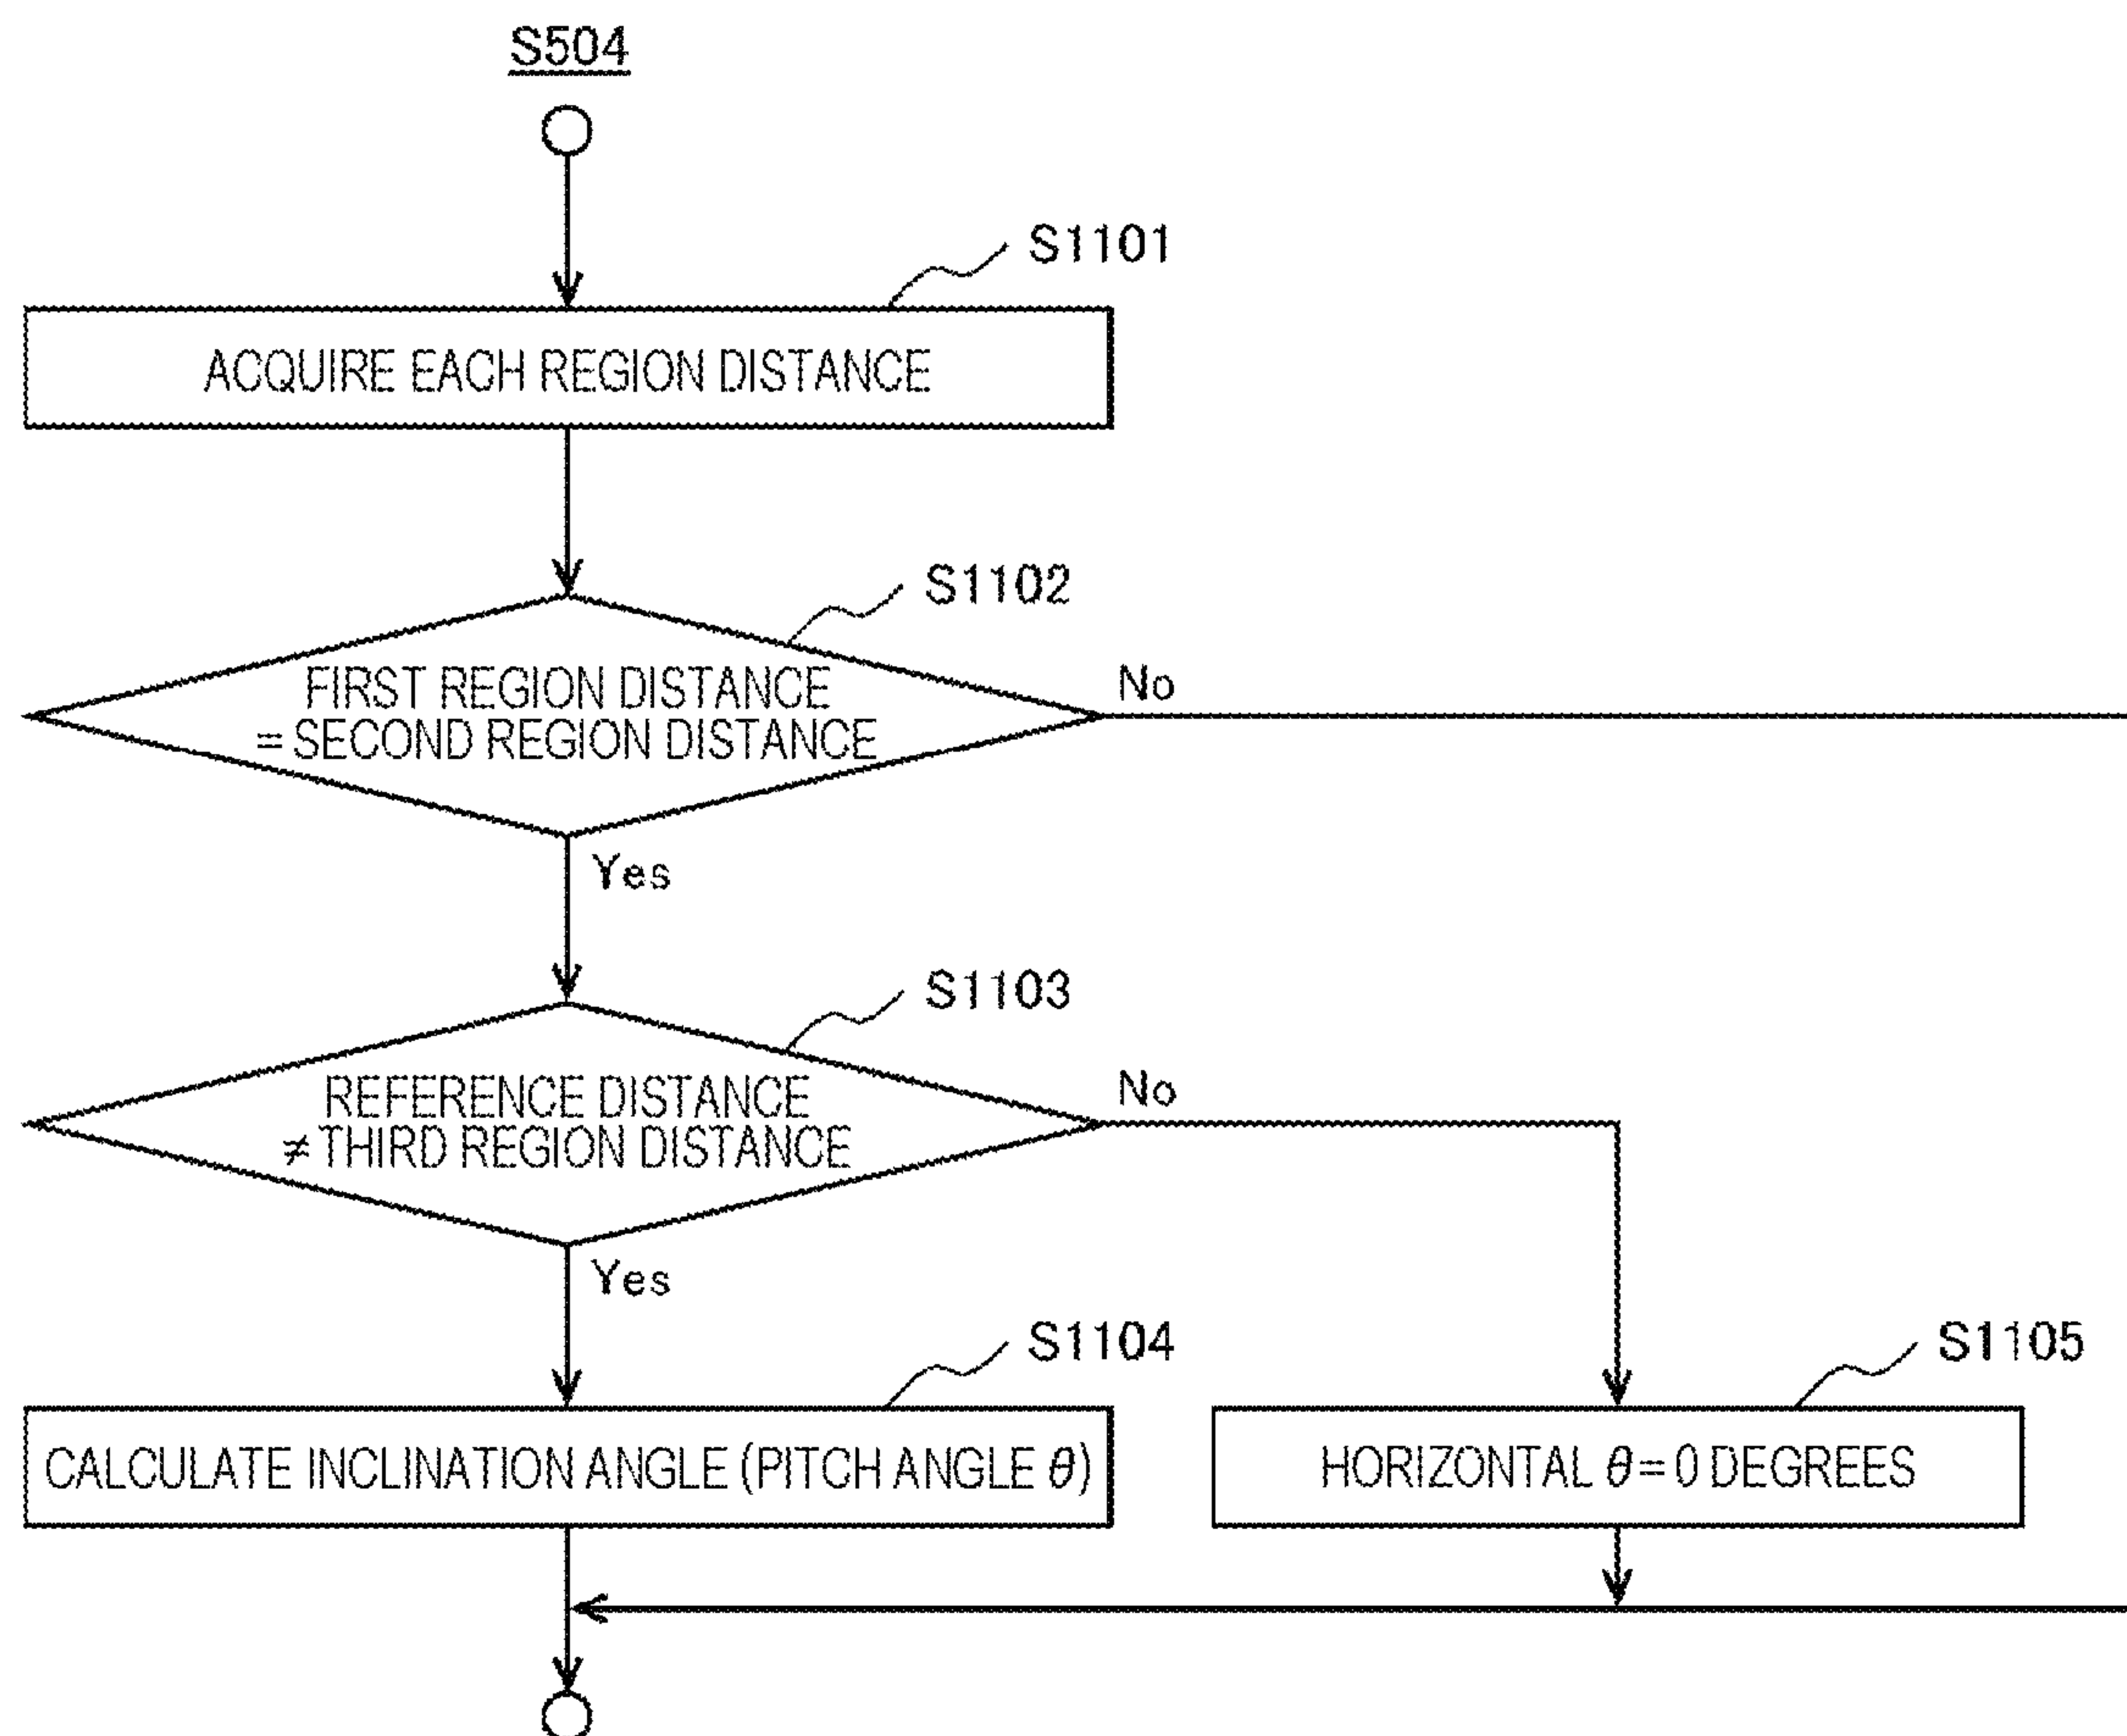 S504
S1101
ACQUIRE EACH REGION DISTANCE
S1102
FIRST REGION DISTANCE
= SECOND REGION DISTANCE
No
Yes
S1103
REFERENCE DISTANCE
≠ THIRD REGION DISTANCE
No
Yes
S1104
CALCULATE INCLINATION ANGLE (PITCH ANGLE θ)
S1105
HORIZONTAL θ = 0 DEGREES